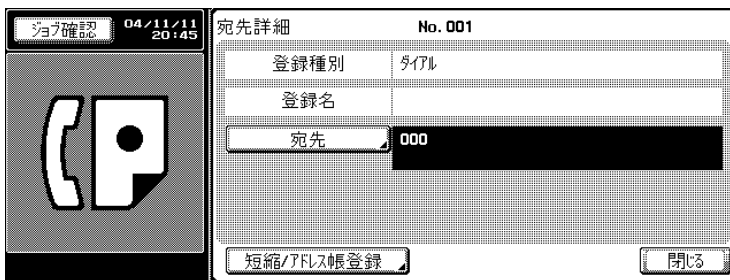 ジョブ確認
04/11/11
20:45
宛先詳細 No. 001
登録種別 ﾀﾞｲｱﾙ
登録名
宛先 000
短縮/ｱﾄﾞﾚｽ帳登録
閉じる